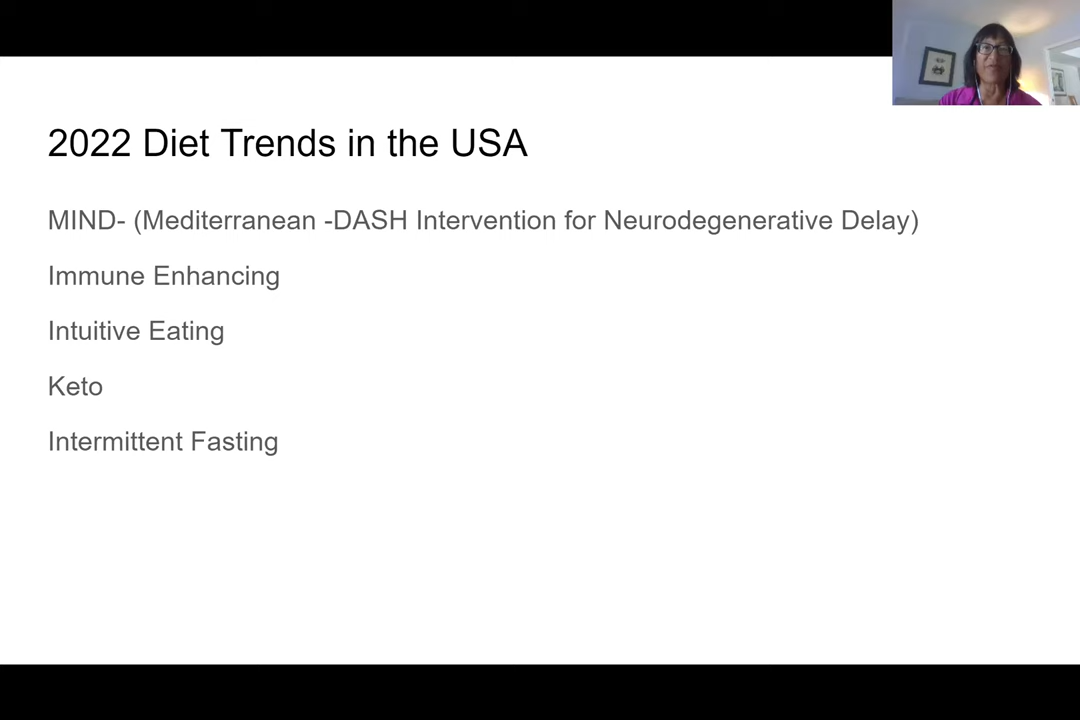 2022 Diet Trends in the USA
MIND- (Mediterranean -DASH Intervention for Neurodegenerative Delay)
Immune Enhancing
Intuitive Eating
Keto
Intermittent Fasting